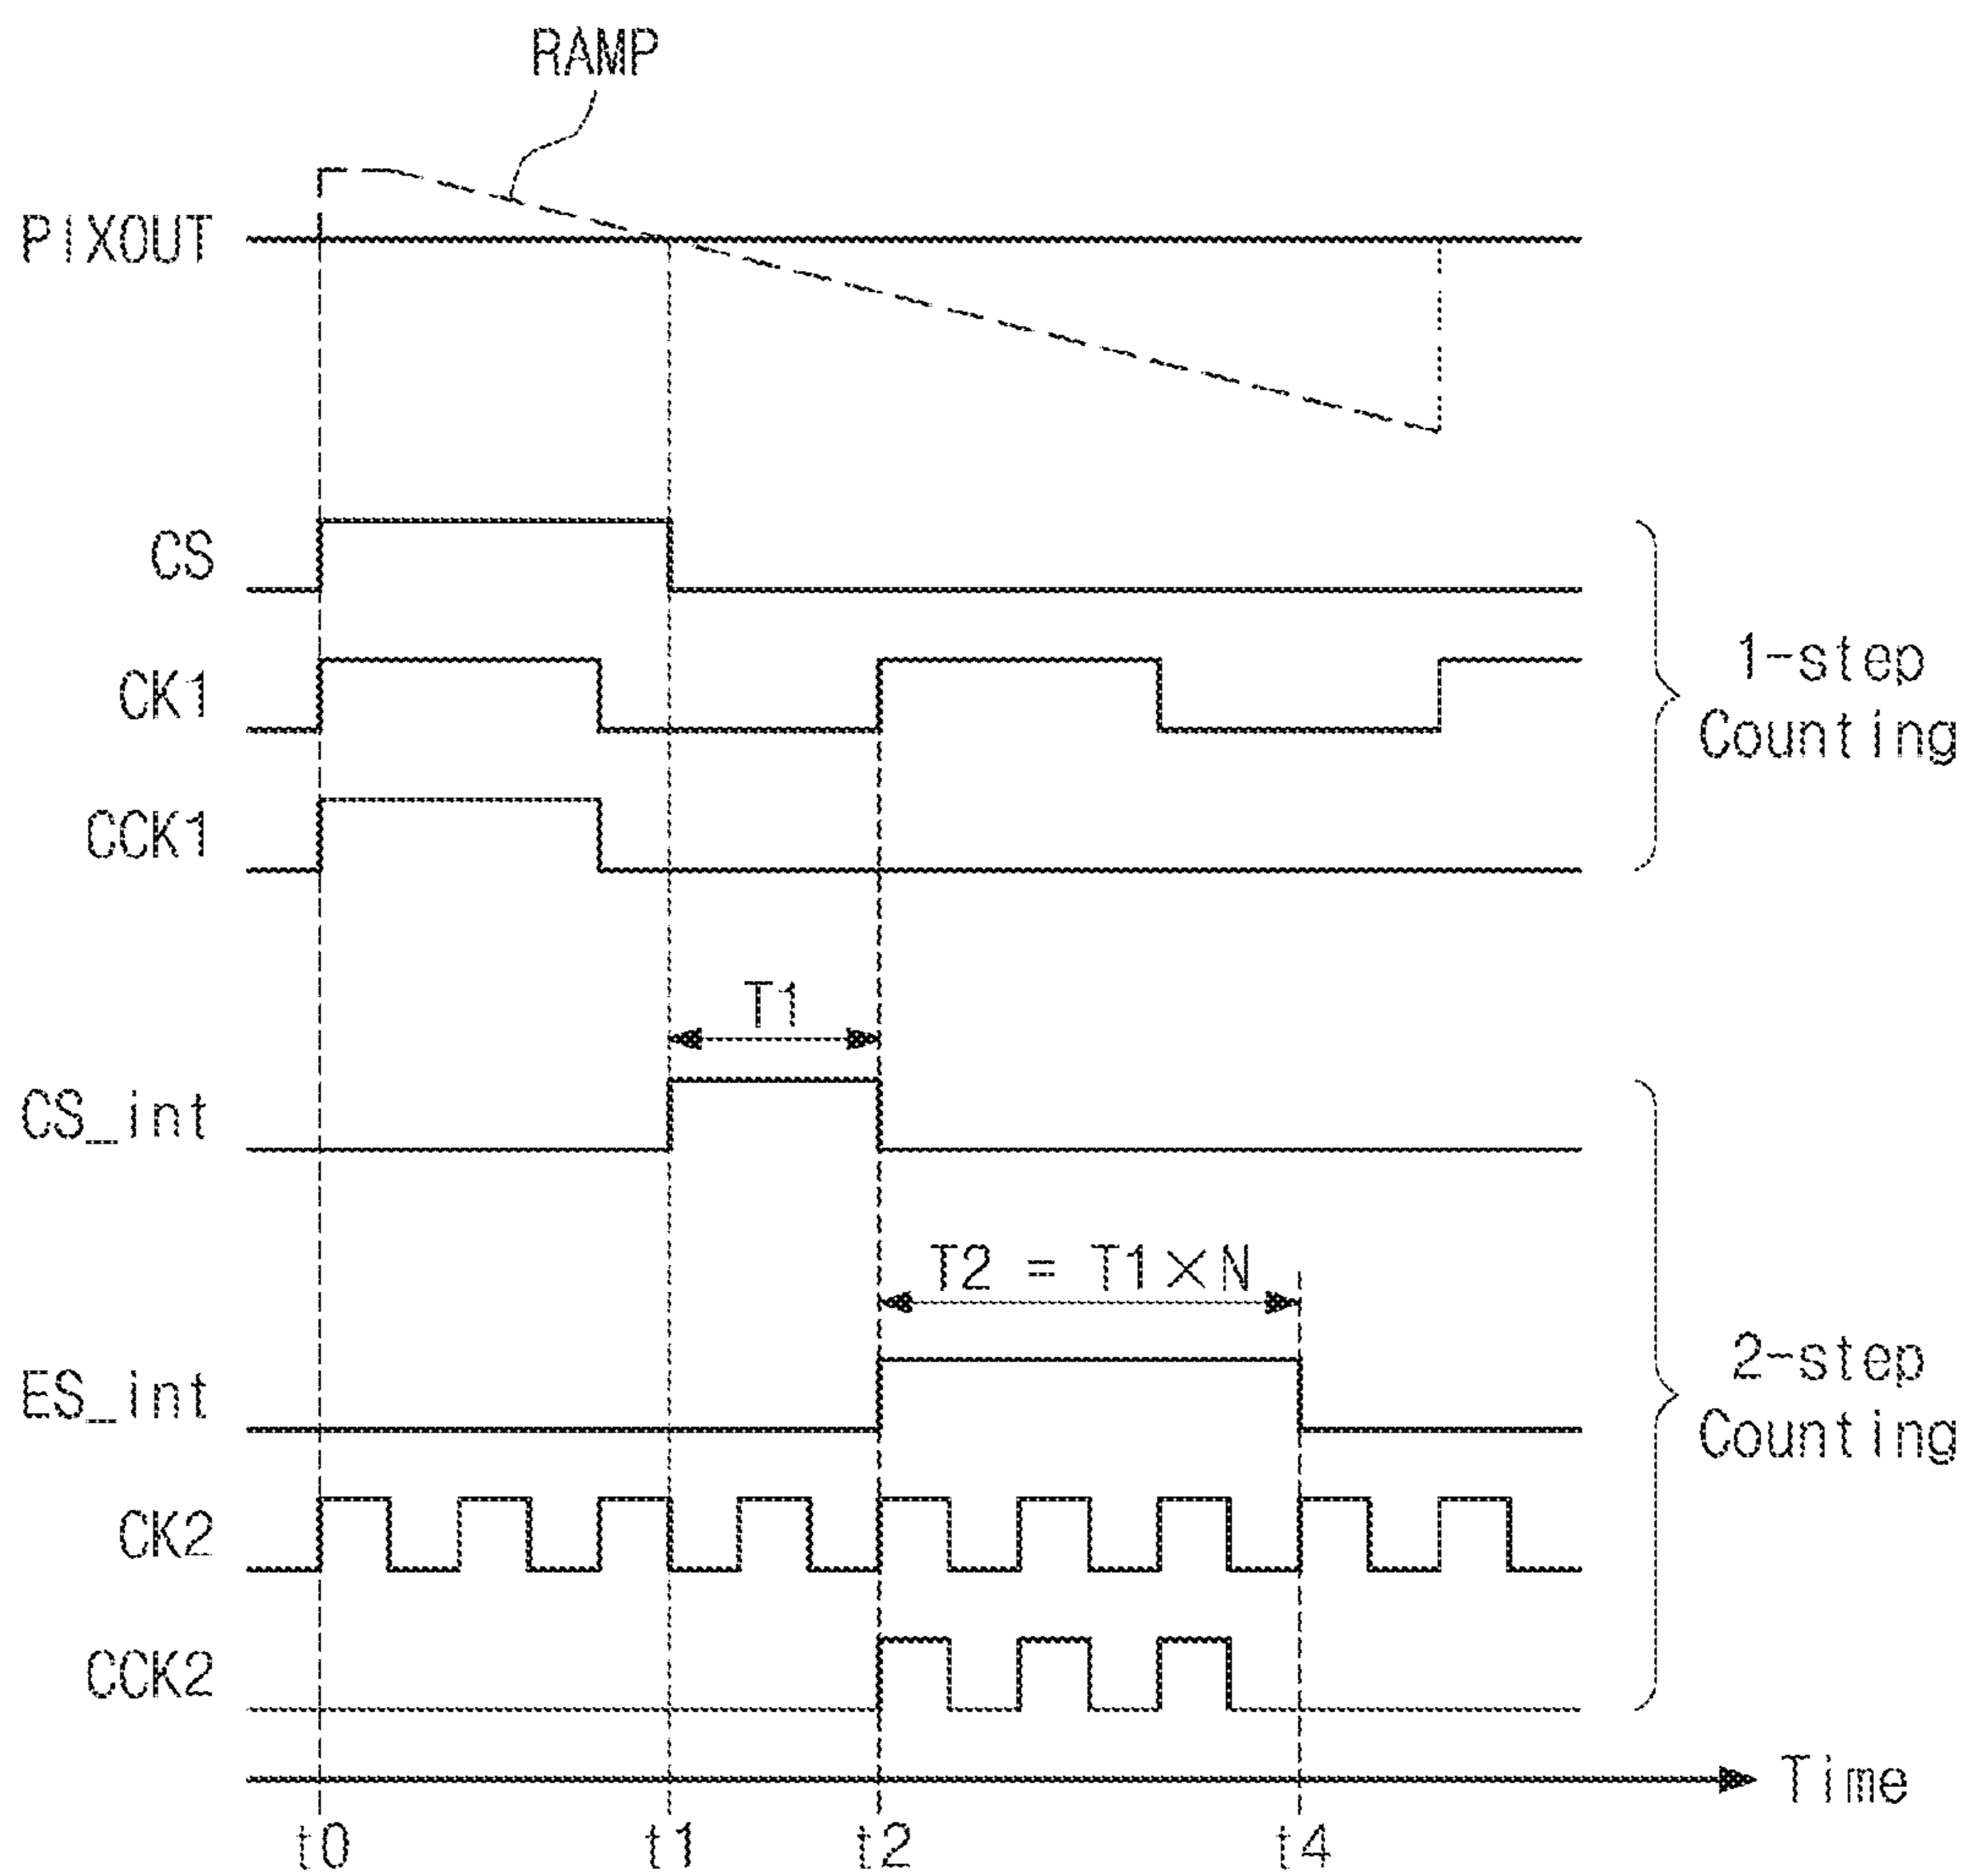 RAMP
PIXOUT
CS
CK1
CCK1
1-step
Counting
T1
CS_int
T2 = T1×N
ES_int
CK2
CCK2
2-step
Counting
Time
t0
t1
t2
t4